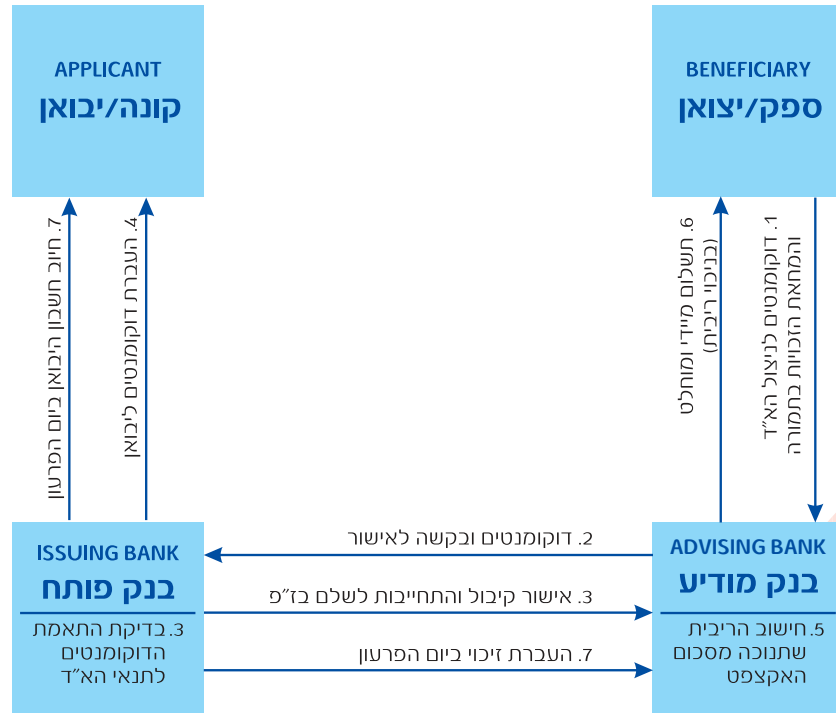 APPLICANT
קונה/יבואן
BENEFICIARY
ספק/יצואן
7. חיוב חשבון היבואן ביום הפרעון
4. העברת דוקומנטים ליבואן
6. תשלום מיידי ומוחלט
(בניכוי ריבית)
1. דוקומנטים לניצול הא״ד
והמחאת הזכויות בתמורה
2. דוקומנטים ובקשה לאישור
3. אישור קיבול והתחייבות לשלם בז״פ
7. העברת זיכוי ביום הפרעון
ISSUING BANK
בנק פותח
3. בדיקת התאמת
הדוקומנטים
לתנאי הא״ד
ADVISING BANK
בנק מודיע
5. חישוב הריבית
שתנוכה מסכום
האקצפט